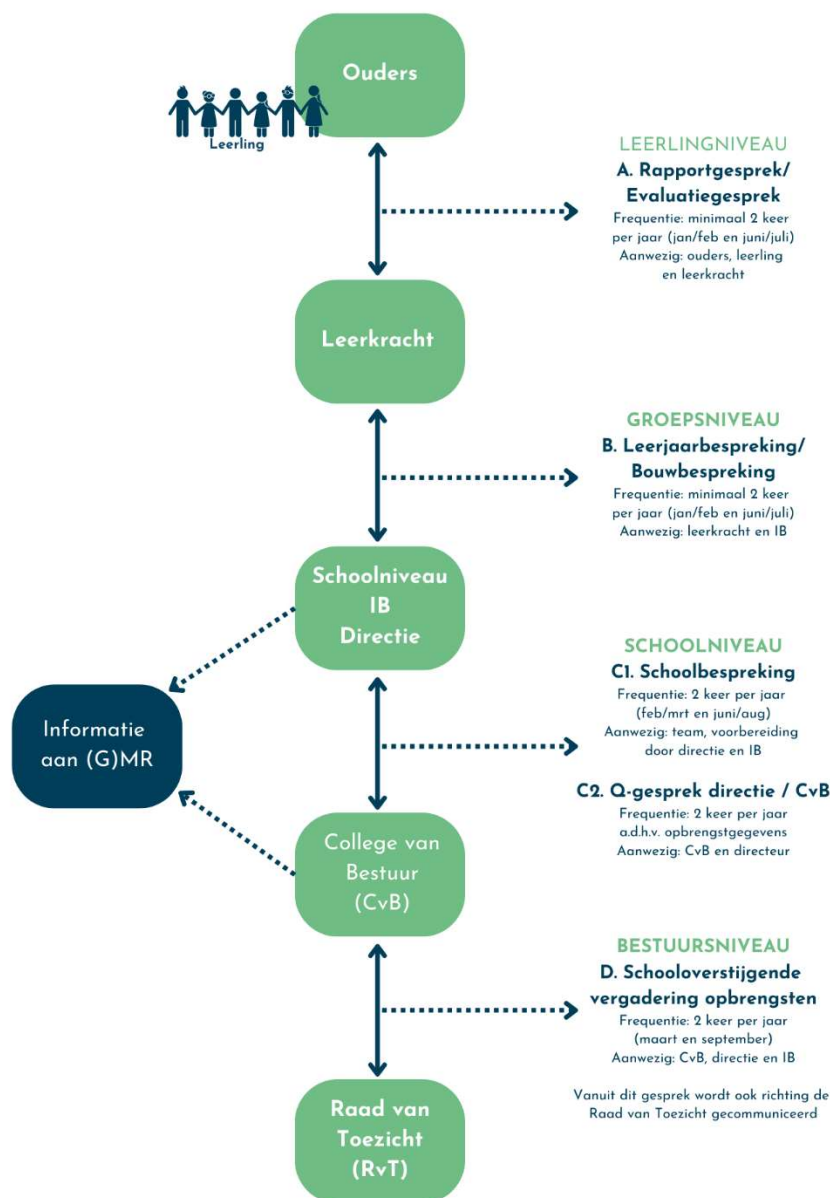 Ouders
Leerling
LEERLINGNIVEAU
A. Rapportgesprek/
Evaluatiegesprek
Frequentie: minimaal 2 keer
per jaar (jan/feb en juni/juli)
Aanwezig: ouders, leerling
en leerkracht
Leerkracht
GROEPSNIVEAU
B. Leerjaarbespreking/
Bouwbespreking
Frequentie: minimaal 2 keer
per jaar (jan/feb en juni/juli)
Aanwezig: leerkracht en IB
Schoolniveau
IB
Directie
SCHOOLNIVEAU
C1. Schoolbespreking
Frequentie: 2 keer per jaar
(feb/mrt en juni/aug)
Aanwezig: team, voorbereiding
door directie en IB
Informatie
aan (G)MR
C2. Q-gesprek directie / CvB
Frequentie: 2 keer per jaar
a.d.h.v. opbrengstgegevens
Aanwezig: CvB en directeur
College van
Bestuur
(CvB)
BESTUURSNIVEAU
D. Schooloverstijgende
vergadering opbrengsten
Frequentie: 2 keer per jaar
(maart en september)
Aanwezig: CvB, directie en IB
Vanuit dit gesprek wordt ook richting de
Raad van Toezicht gecommuniceerd
Raad van
Toezicht
(RvT)